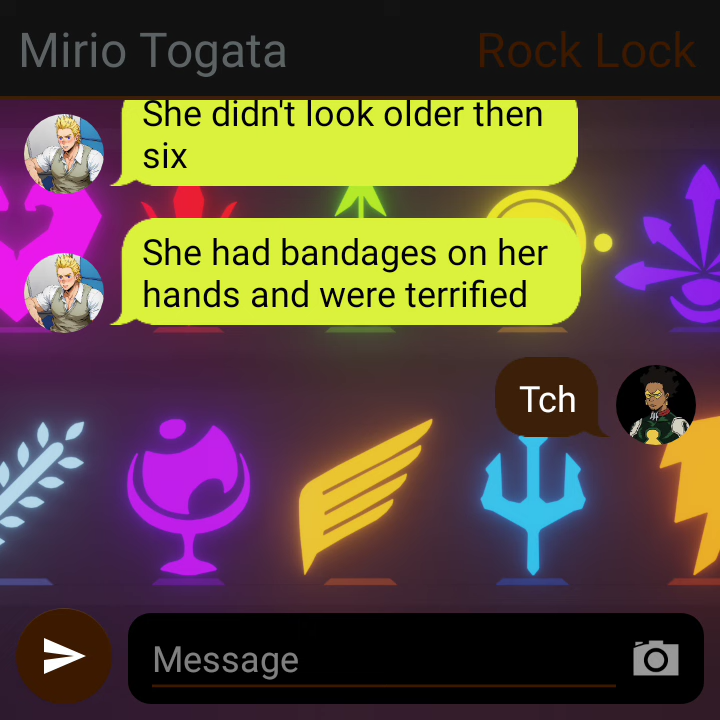 Mirio Togata
Rock Lock
She didn't look older then
six
She had bandages on her
hands and were terrified
Tch
Message